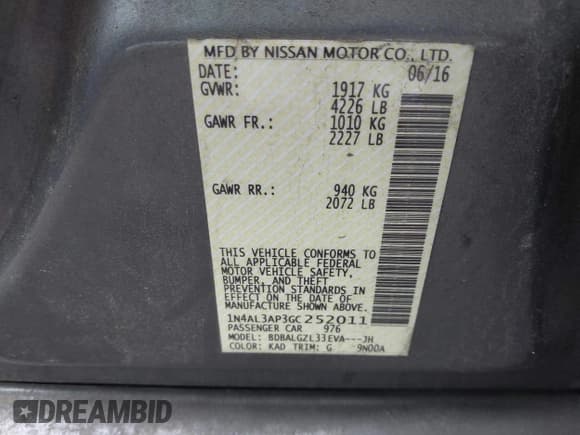 MFD BY NISSAN MOTOR CO., LTD.
DATE: 06/16
GVWR: 1917 KG
4226 LB
GAWR FR.: 1010 KG
2227 LB
GAWR RR.: 940 KG
2072 LB
THIS VEHICLE CONFORMS TO
ALL APPLICABLE FEDERAL
MOTOR VEHICLE SAFETY,
BUMPER, AND THEFT
PREVENTION STANDARDS IN
EFFECT ON THE DATE OF
MANUFACTURE SHOWN ABOVE.
1N4AL3AP3GC252011
PASSENGER CAR 976
MODEL: BDBALGZL33EVA---JH
COLOR: KAD TRIM: G 9N00A
DREAMBID